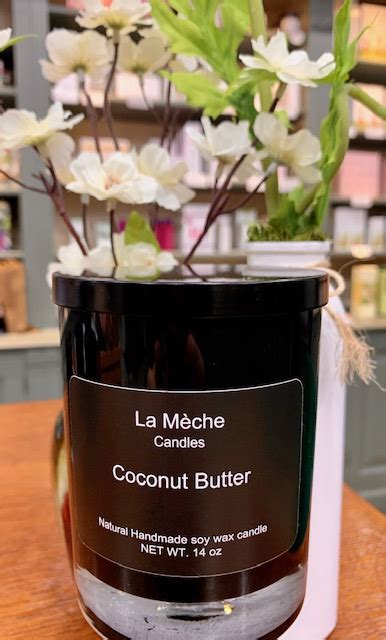 La Mèche
Candles
Coconut Butter
Natural Handmade soy wax candle
NET WT. 14 oz